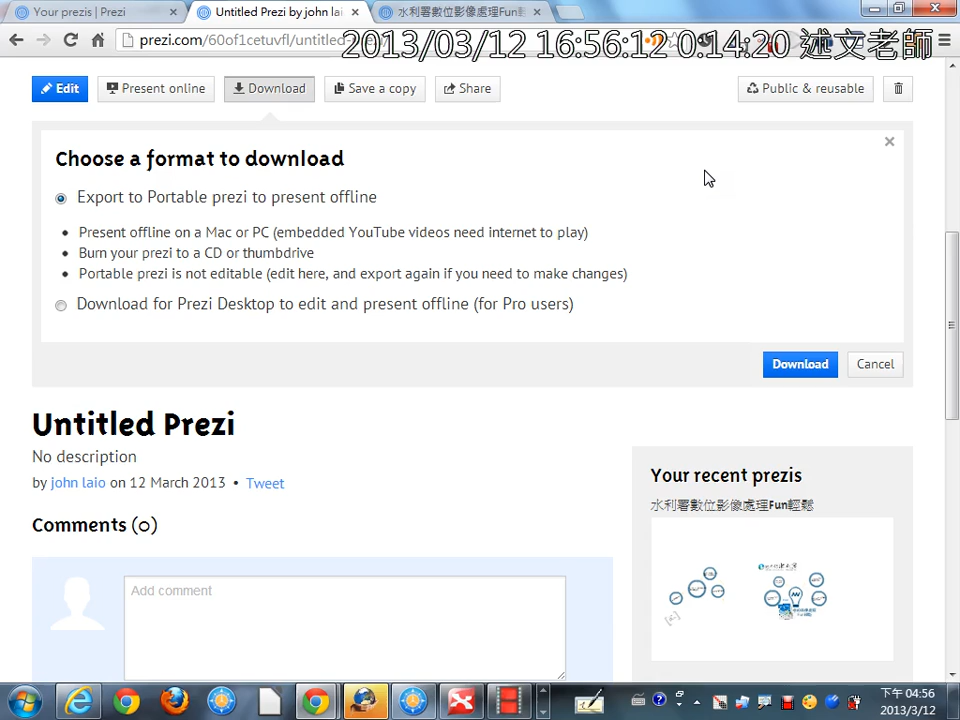 Your prezis | Prezi
Untitled Prezi by john lai
水利署數位影像處理Fun輕
prezi.com/60of1cetuvfl/untitled-
2013/03/12 16:56:12 0:14:20 述文老師
Edit
Present online
Download
Save a copy
Share
Public & reusable
Choose a format to download
Export to Portable prezi to present offline
Present offline on a Mac or PC (embedded YouTube videos need internet to play)
Burn your prezi to a CD or thumbdrive
Portable prezi is not editable (edit here, and export again if you need to make changes)
Download for Prezi Desktop to edit and present offline (for Pro users)
Download
Cancel
Untitled Prezi
No description
by john laio on 12 March 2013 • Tweet
Comments (0)
Add comment
Your recent prezis
水利署數位影像處理Fun輕鬆
下午 04:56
2013/3/12